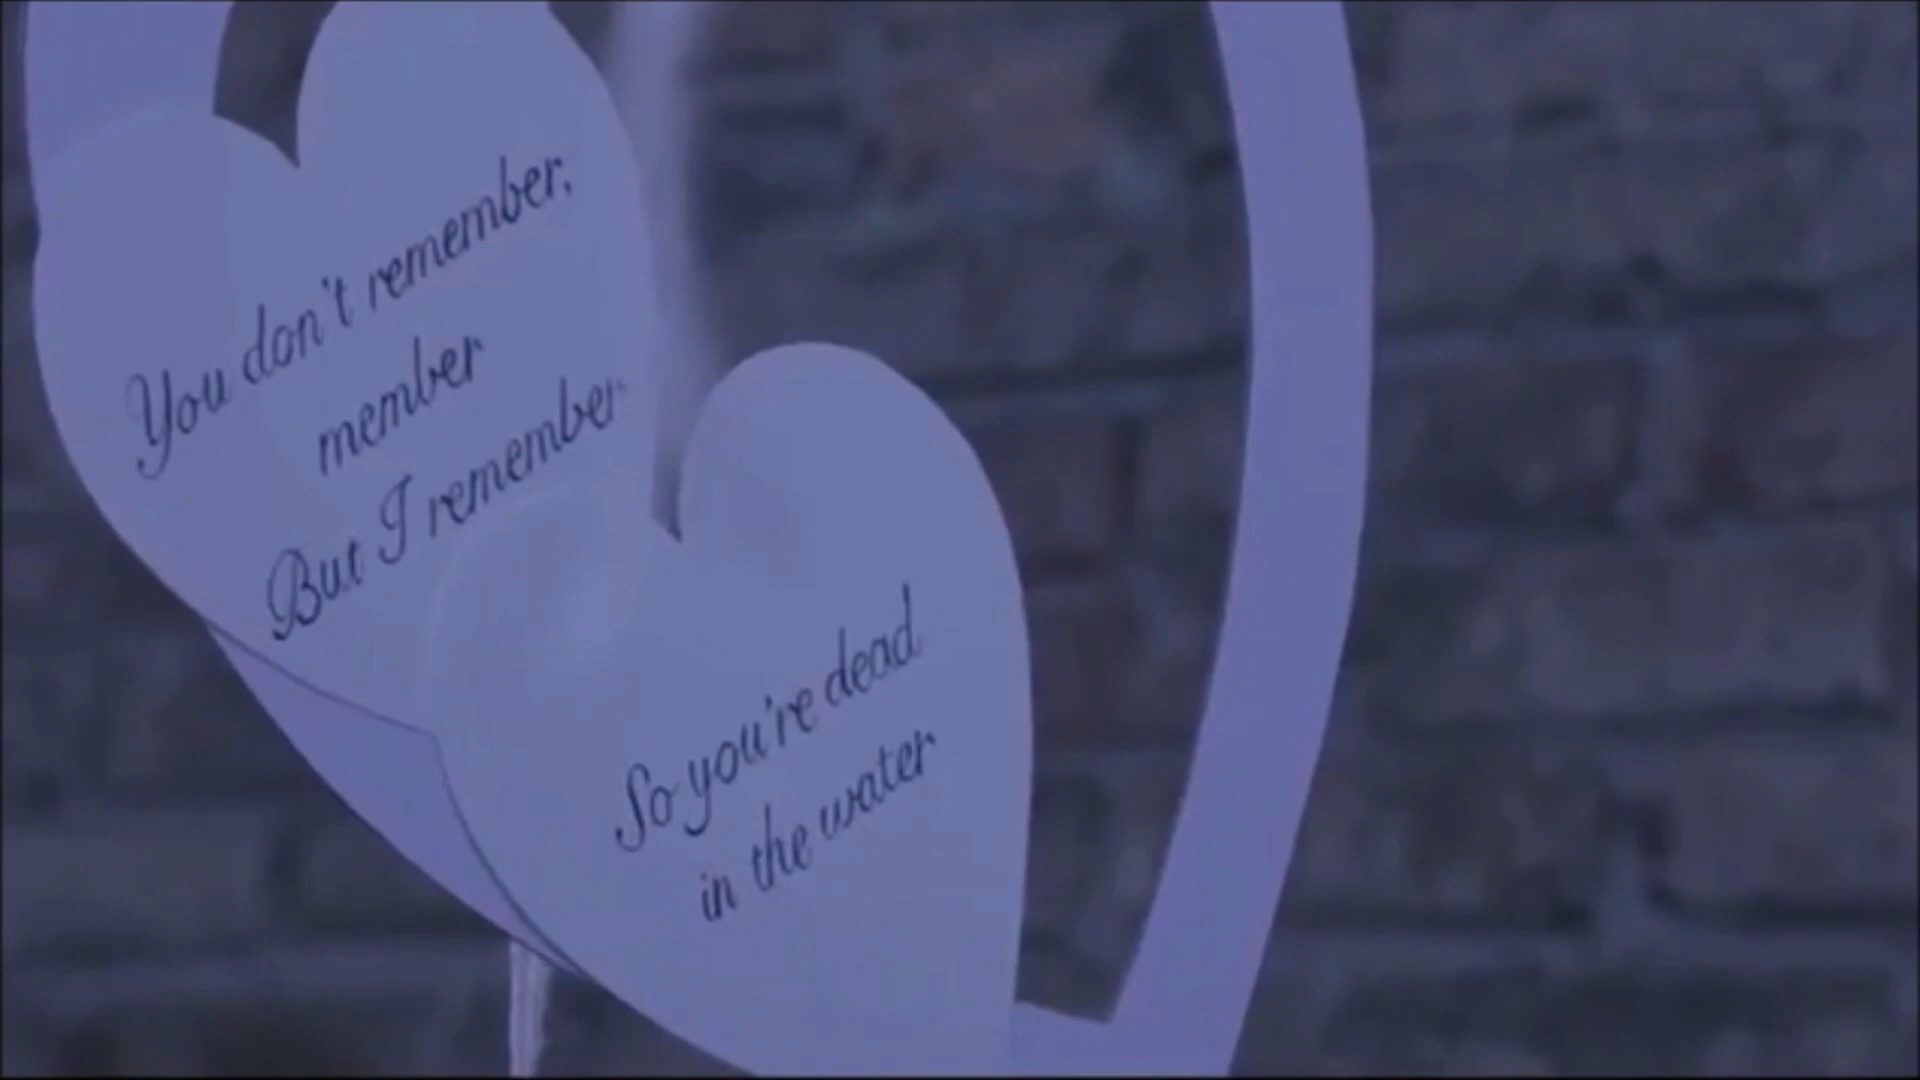 You don't remember,
member
But I remember
So you're dead
in the water